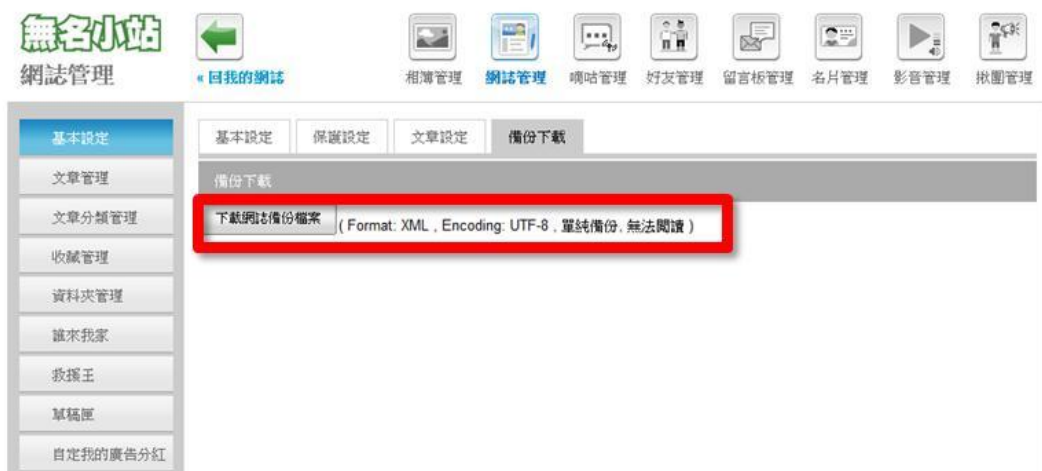 無名小站
網誌管理
«回我的網誌
相簿管理
網誌管理
嘀咕管理
好友管理
留言板管理
名片管理
影音管理
揪團管理
基本設定
文章管理
文章分類管理
收藏管理
資料夾管理
誰來我家
救援王
草稿匣
自定我的廣告分紅
基本設定
保護設定
文章設定
備份下載
備份下載
下載網誌備份檔案 ( Format: XML , Encoding: UTF-8 , 單純備份, 無法閱讀 )